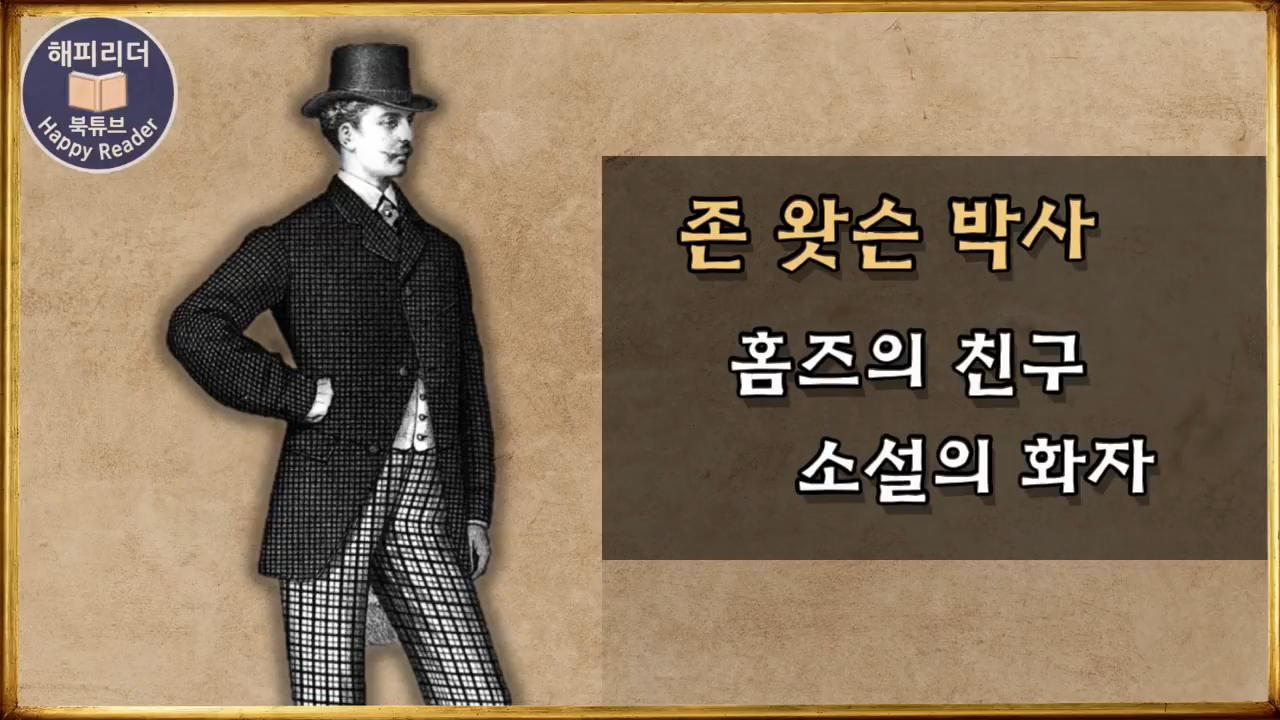 해피리더
북튜브
Happy Reader
존 왓슨 박사
홈즈의 친구
소설의 화자